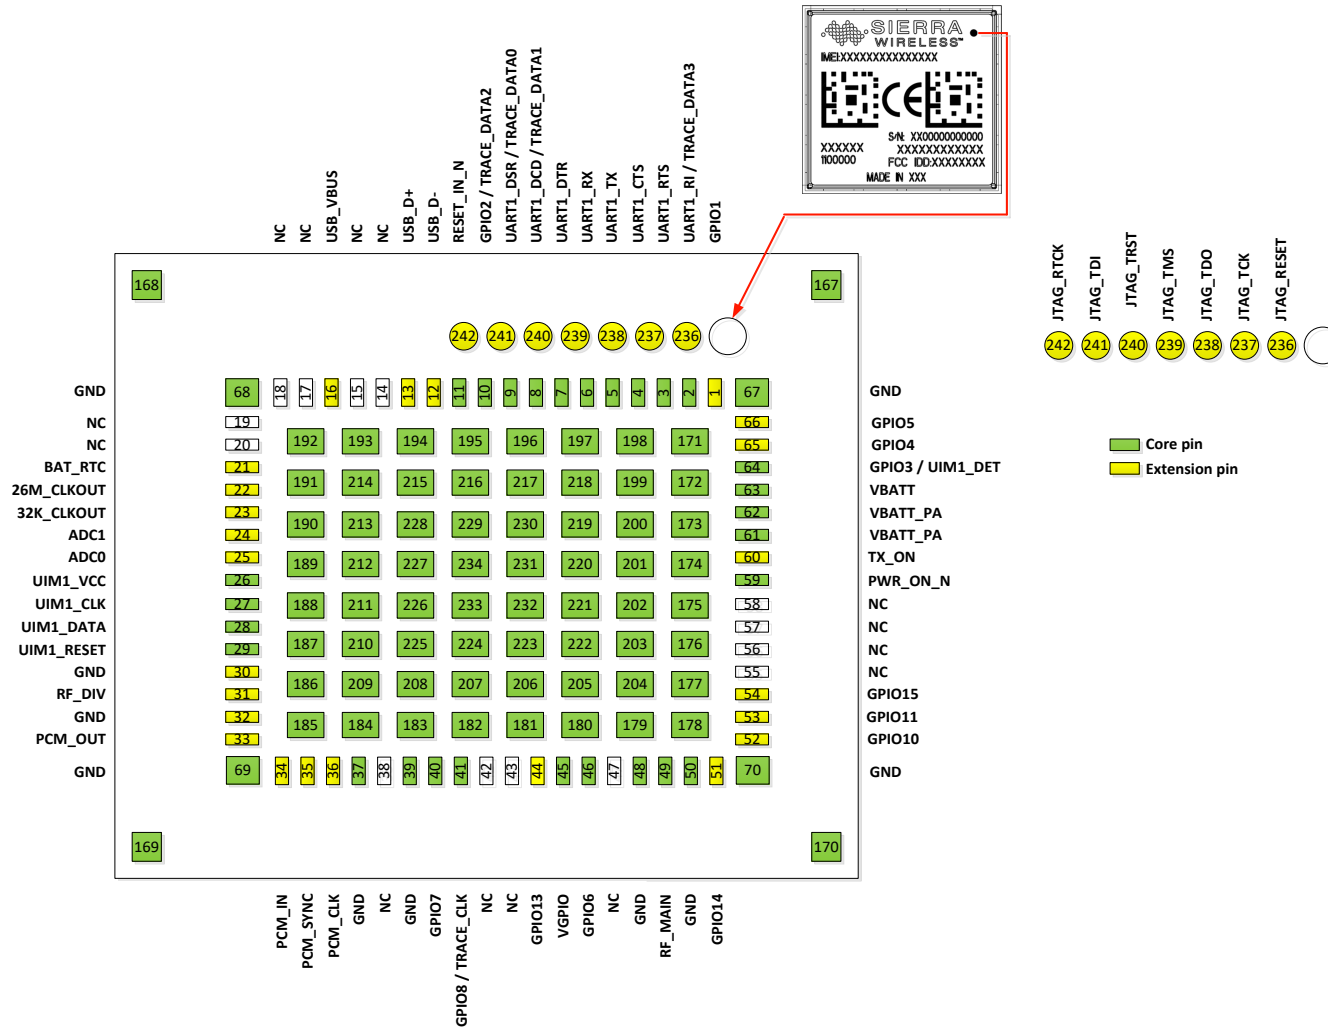 SIERRA
WIRELESS™
IMEI:XXXXXXXXXXXXXXX
S/N: XX00000000000
XXXXXX XXXXXXXXXXXXX
1100000 FCC IDD:XXXXXXXX
MADE IN XXX
NC
NC
USB_VBUS
NC
NC
USB_D+
USB_D-
RESET_IN_N
GPIO2 / TRACE_DATA2
UART1_DSR / TRACE_DATA0
UART1_DCD / TRACE_DATA1
UART1_DTR
UART1_RX
UART1_TX
UART1_CTS
UART1_RTS
UART1_RI / TRACE_DATA3
GPIO1
JTAG_RTCK
JTAG_TDI
JTAG_TRST
JTAG_TMS
JTAG_TDO
JTAG_TCK
JTAG_RESET
242 241 240 239 238 237 236
168 167
242 241 240 239 238 237 236
GND 68 18 17 16 15 14 13 12 11 10 9 8 7 6 5 4 3 2 1 67 GND
NC 19 66 GPIO5
192 193 194 195 196 197 198 171
NC 20 65 GPIO4
BAT_RTC 21 64 GPIO3 / UIM1_DET
191 214 215 216 217 218 199 172
26M_CLKOUT 22 63 VBATT
32K_CLKOUT 23 62 VBATT_PA
190 213 228 229 230 219 200 173
ADC1 24 61 VBATT_PA
ADC0 25 60 TX_ON
189 212 227 234 231 220 201 174
UIM1_VCC 26 59 PWR_ON_N
UIM1_CLK 27 58 NC
188 211 226 233 232 221 202 175
UIM1_DATA 28 57 NC
187 210 225 224 223 222 203 176
UIM1_RESET 29 56 NC
GND 30 55 NC
186 209 208 207 206 205 204 177
RF_DIV 31 54 GPIO15
GND 32 53 GPIO11
185 184 183 182 181 180 179 178
PCM_OUT 33 52 GPIO10
GND 69 34 35 36 37 38 39 40 41 42 43 44 45 46 47 48 49 50 51 70 GND
169 170
Core pin
Extension pin
PCM_IN
PCM_SYNC
PCM_CLK
GND
NC
GND
GPIO7
GPIO8 / TRACE_CLK
NC
NC
GPIO13
VGPIO
GPIO6
NC
GND
RF_MAIN
GND
GPIO14